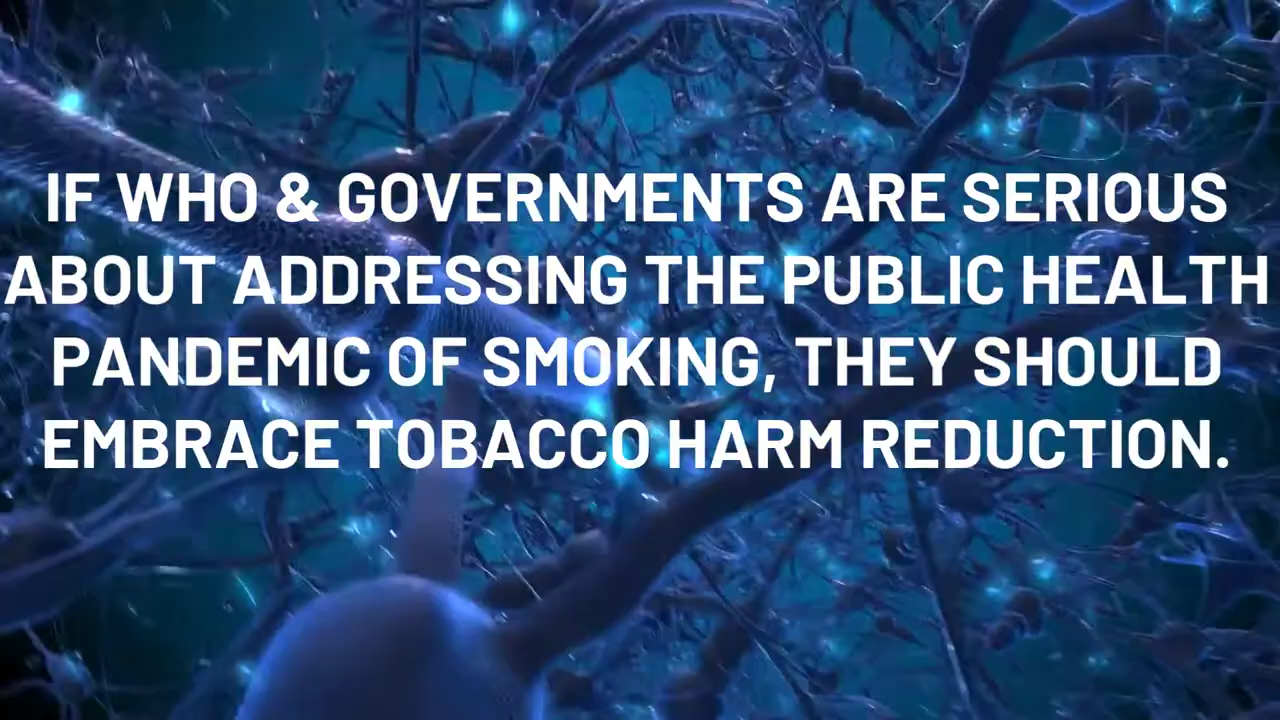 IF WHO & GOVERNMENTS ARE SERIOUS
ABOUT ADDRESSING THE PUBLIC HEALTH
PANDEMIC OF SMOKING, THEY SHOULD
EMBRACE TOBACCO HARM REDUCTION.